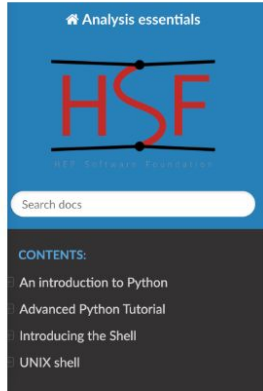 Analysis essentials
HSF
HEP Software Foundation
Search docs
CONTENTS:
An introduction to Python
Advanced Python Tutorial
Introducing the Shell
UNIX shell